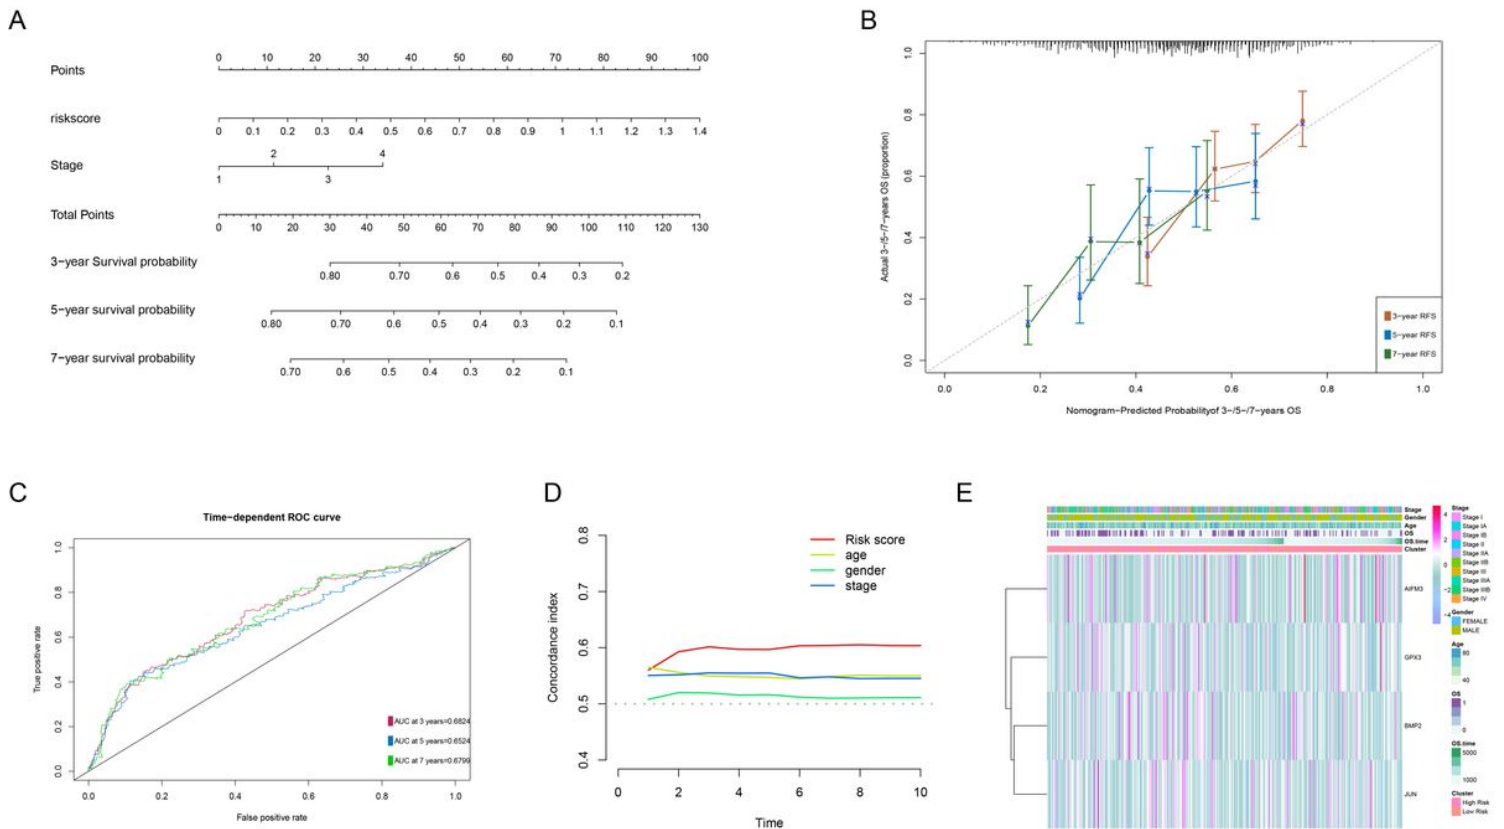 A
Points
0 10 20 30 40 50 60 70 80 90 100
riskscore
0 0.1 0.2 0.3 0.4 0.5 0.6 0.7 0.8 0.9 1 1.1 1.2 1.3 1.4
Stage
2 4
1 3
Total Points
0 10 20 30 40 50 60 70 80 90 100 110 120 130
3−year Survival probability
0.80 0.70 0.6 0.5 0.4 0.3 0.2
5−year survival probability
0.80 0.70 0.6 0.5 0.4 0.3 0.2 0.1
7−year survival probability
0.70 0.6 0.5 0.4 0.3 0.2 0.1
B
Actual 3−/5−/7−years OS (proportion)
1.0
0.8
0.6
0.4
0.2
0.0
3−year RFS
5−year RFS
7−year RFS
0.0 0.2 0.4 0.6 0.8 1.0
Nomogram−Predicted Probabilityof 3−/5−/7−years OS
C
Time−dependent ROC curve
True positive rate
1.0
0.8
0.6
0.4
0.2
0.0
AUC at 3 years=0.6824
AUC at 5 years=0.6524
AUC at 7 years=0.6799
0.0 0.2 0.4 0.6 0.8 1.0
False positive rate
D
Concordance index
0.8
0.7
0.6
0.5
0.4
Risk score
age
gender
stage
0 2 4 6 8 10
Time
E
Stage
Gender
Age
OS
OS.time
Cluster
AIFM3
GPX3
BMP2
JUN
4
2
0
−2
−4
Stage
Stage I
Stage IA
Stage IB
Stage II
Stage IIA
Stage IIB
Stage III
Stage IIIA
Stage IIIB
Stage IV
Gender
FEMALE
MALE
Age
80
40
OS
1
0
OS.time
5000
1000
Cluster
High Risk
Low Risk